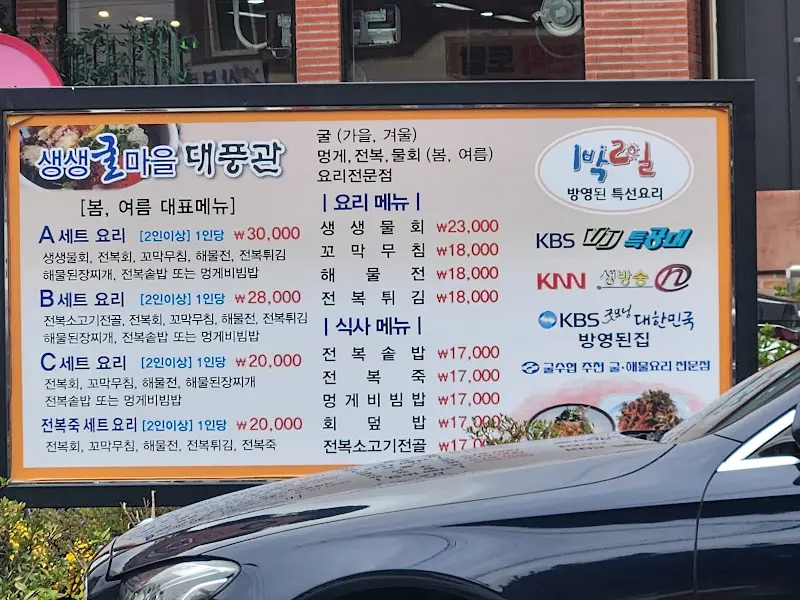 생생굴마을 대풍관
[봄, 여름 대표메뉴]
A 세트 요리 [2인이상] 1인당 ₩30,000
생생물회, 전복회, 꼬막무침, 해물전, 전복튀김
해물된장찌개, 전복솥밥 또는 멍게비빔밥
B 세트 요리 [2인이상] 1인당 ₩28,000
전복소고기전골, 전복회, 꼬막무침, 해물전, 전복튀김
해물된장찌개, 전복솥밥 또는 멍게비빔밥
C 세트 요리 [2인이상] 1인당 ₩20,000
전복회, 꼬막무침, 해물전, 해물된장찌개
전복솥밥 또는 멍게비빔밥
전복죽 세트 요리 [2인이상] 1인당 ₩20,000
전복회, 꼬막무침, 해물전, 전복튀김, 전복죽
굴 (가을, 겨울)
멍게, 전복, 물회 (봄, 여름)
요리전문점
| 요리 메뉴 |
생생물회 ₩23,000
꼬막무침 ₩18,000
해물전 ₩18,000
전복튀김 ₩18,000
| 식사 메뉴 |
전복솥밥 ₩17,000
전복죽 ₩17,000
멍게비빔밥 ₩17,000
회덮밥 ₩17,000
전복소고기전골 ₩17,0
1박2일
방영된 특선요리
KBS VJ 특공대
KNN 생방송 n
KBS 굿모닝 대한민국
방영된집
굴수협 추천 굴·해물요리 전문점